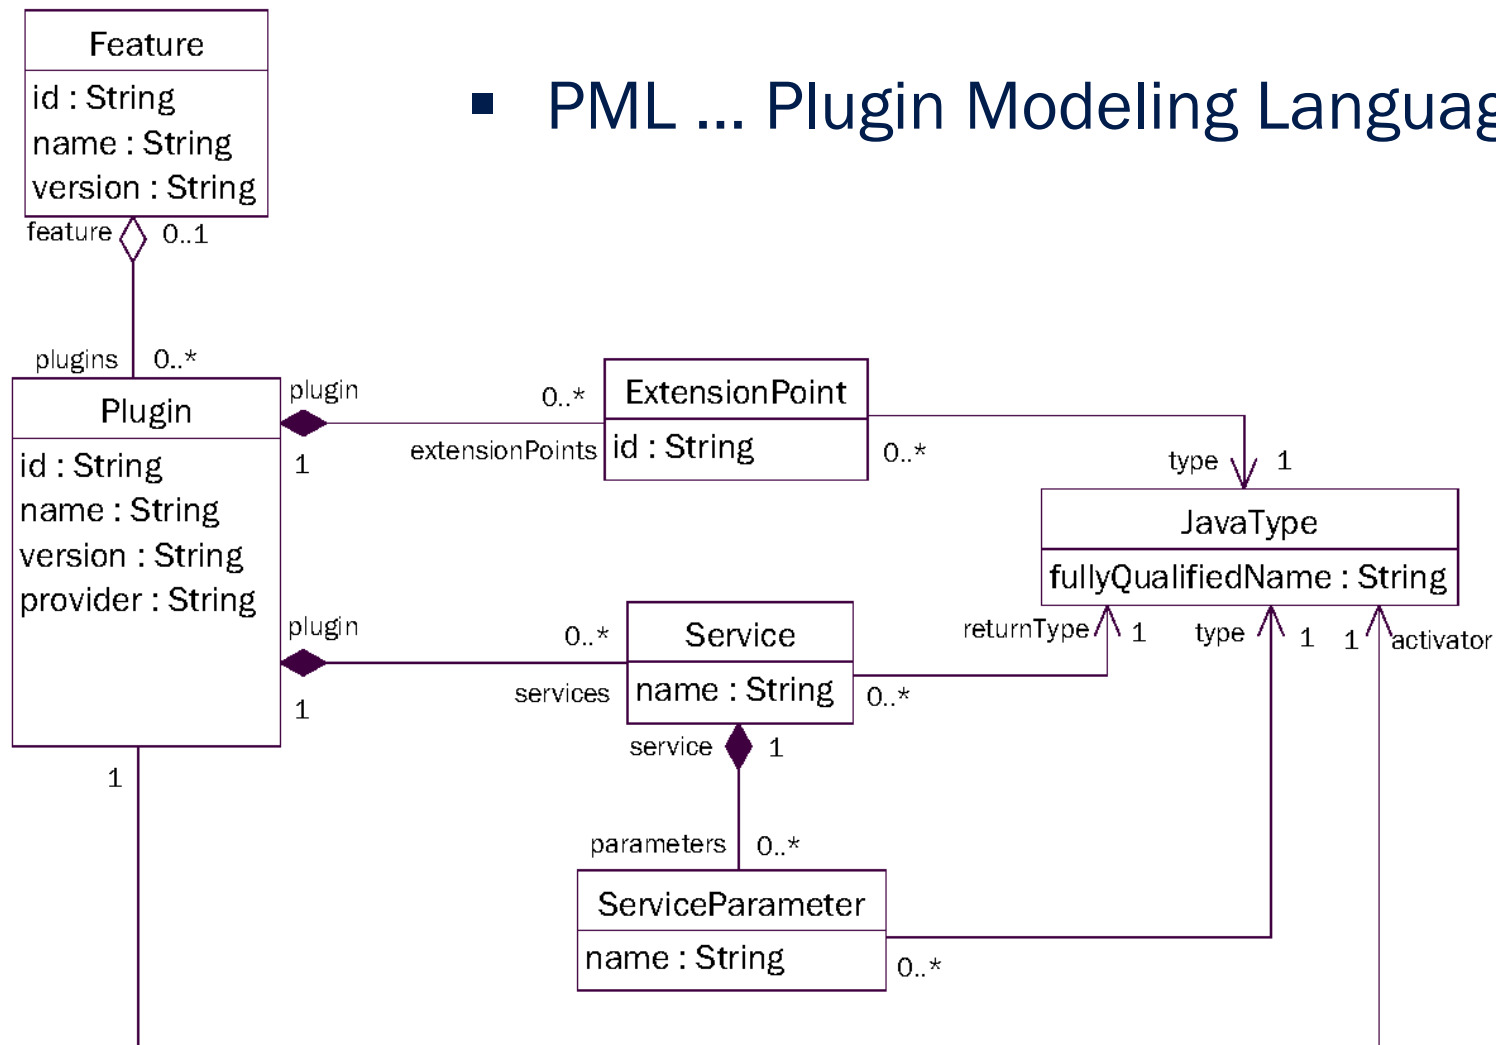 Feature
id : String
name : String
version : String
feature 0..1
▪ PML ... Plugin Modeling Languag
plugins 0..*
Plugin
id : String
name : String
version : String
provider : String
plugin 0..*
1 extensionPoints
ExtensionPoint
id : String
0..*
type 1
JavaType
fullyQualifiedName : String
plugin 0..*
1 services
Service
name : String
0..*
returnType 1
type 1
1 activator
service 1
parameters 0..*
ServiceParameter
name : String
0..*
1